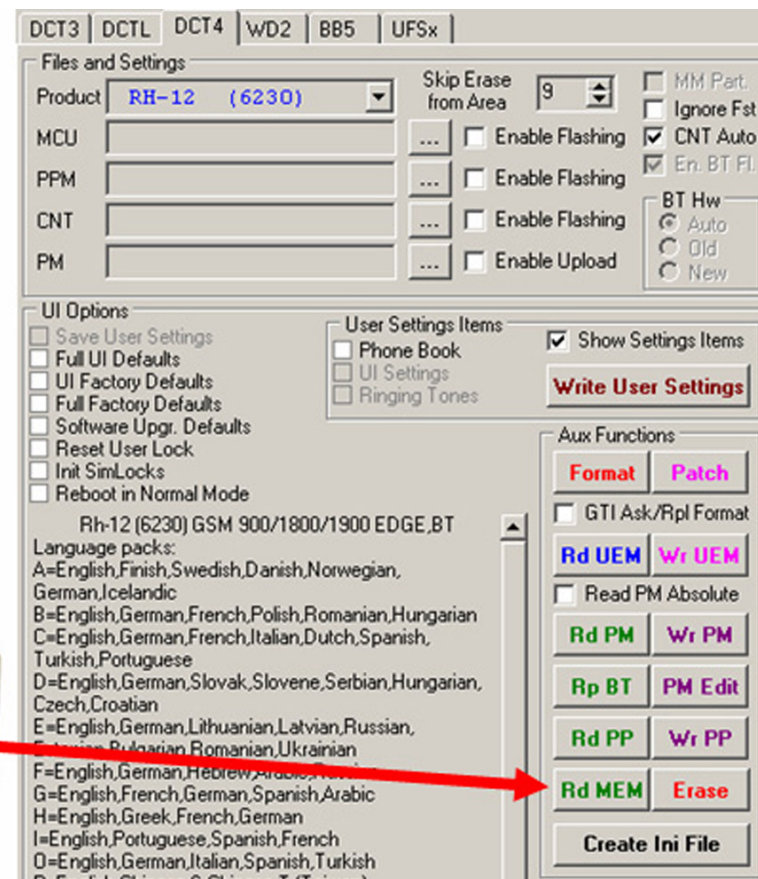 DCT3 DCTL DCT4 WD2 BB5 UFSx
Files and Settings
Product RH-12 (6230)
Skip Erase from Area 9
MM Part.
Ignore Fst
CNT Auto
En. BT Fl.
MCU ... Enable Flashing
PPM ... Enable Flashing
CNT ... Enable Flashing
PM ... Enable Upload
BT Hw
Auto
Old
New
UI Options
Save User Settings
Full UI Defaults
UI Factory Defaults
Full Factory Defaults
Software Upgr. Defaults
Reset User Lock
Init SimLocks
Reboot in Normal Mode
User Settings Items
Phone Book
UI Settings
Ringing Tones
Show Settings Items
Write User Settings
Rh-12 (6230) GSM 900/1800/1900 EDGE,BT
Language packs:
A=English,Finish,Swedish,Danish,Norwegian,
German,Icelandic
B=English,German,French,Polish,Romanian,Hungarian
C=English,German,French,Italian,Dutch,Spanish,
Turkish,Portuguese
D=English,German,Slovak,Slovene,Serbian,Hungarian,
Czech,Croatian
E=English,German,Lithuanian,Latvian,Russian,
Bulgarian,Romanian,Ukrainian
F=English,German,Hebrew,
G=English,French,German,Spanish,Arabic
H=English,Greek,French,German
I=English,Portuguese,Spanish,French
O=English,German,Italian,Spanish,Turkish
Aux Functions
Format Patch
GTI Ask/Rpl Format
Rd UEM Wr UEM
Read PM Absolute
Rd PM Wr PM
Rp BT PM Edit
Rd PP Wr PP
Rd MEM Erase
Create Ini File